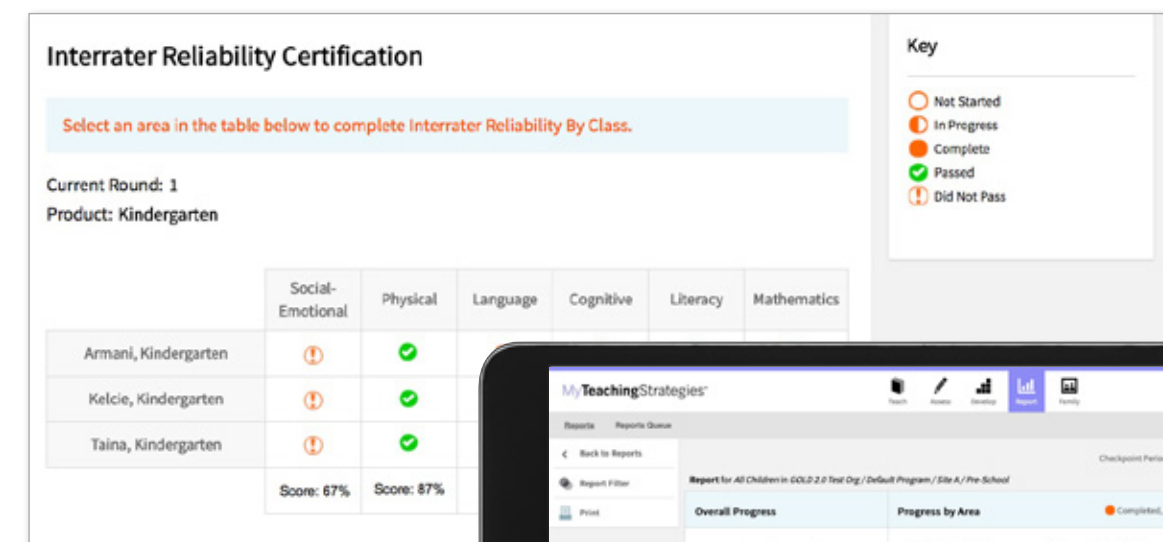 Interrater Reliability Certification
Select an area in the table below to complete Interrater Reliability By Class.
Current Round: 1
Product: Kindergarten
Social-
Emotional
Physical
Language
Cognitive
Literacy
Mathematics
Armani, Kindergarten
Kelcie, Kindergarten
Taina, Kindergarten
Score: 67%
Score: 87%
Key
Not Started
In Progress
Complete
Passed
Did Not Pass
MyTeachingStrategies
Teach
Assess
Develop
Report
Family
Reports
Reports Queue
Back to Reports
Report Filter
Print
Checkpoint Perio
Report for All Children in GOLD 2.0 Test Org / Default Program / Site A / Pre-School
Overall Progress
Progress by Area
Completed,